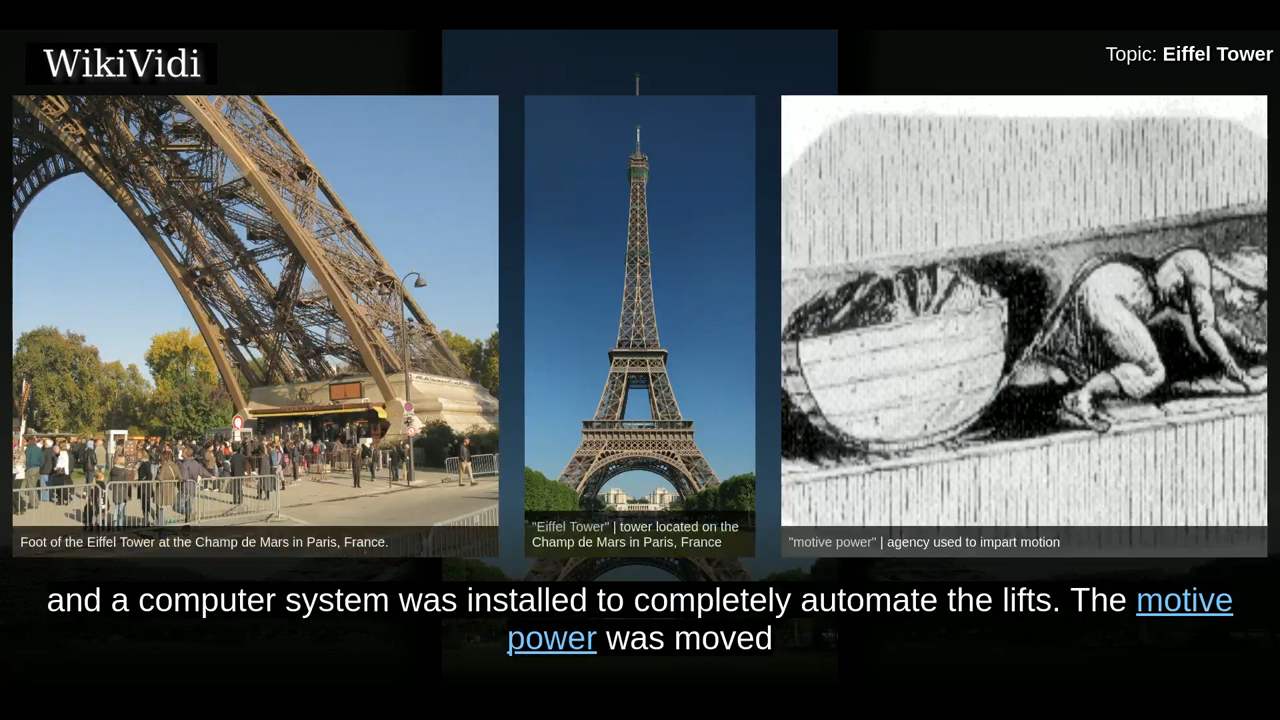 WikiVidi
Topic: Eiffel Tower
Foot of the Eiffel Tower at the Champ de Mars in Paris, France.
"Eiffel Tower" | tower located on the
Champ de Mars in Paris, France
"motive power" | agency used to impart motion
and a computer system was installed to completely automate the lifts. The motive
power was moved